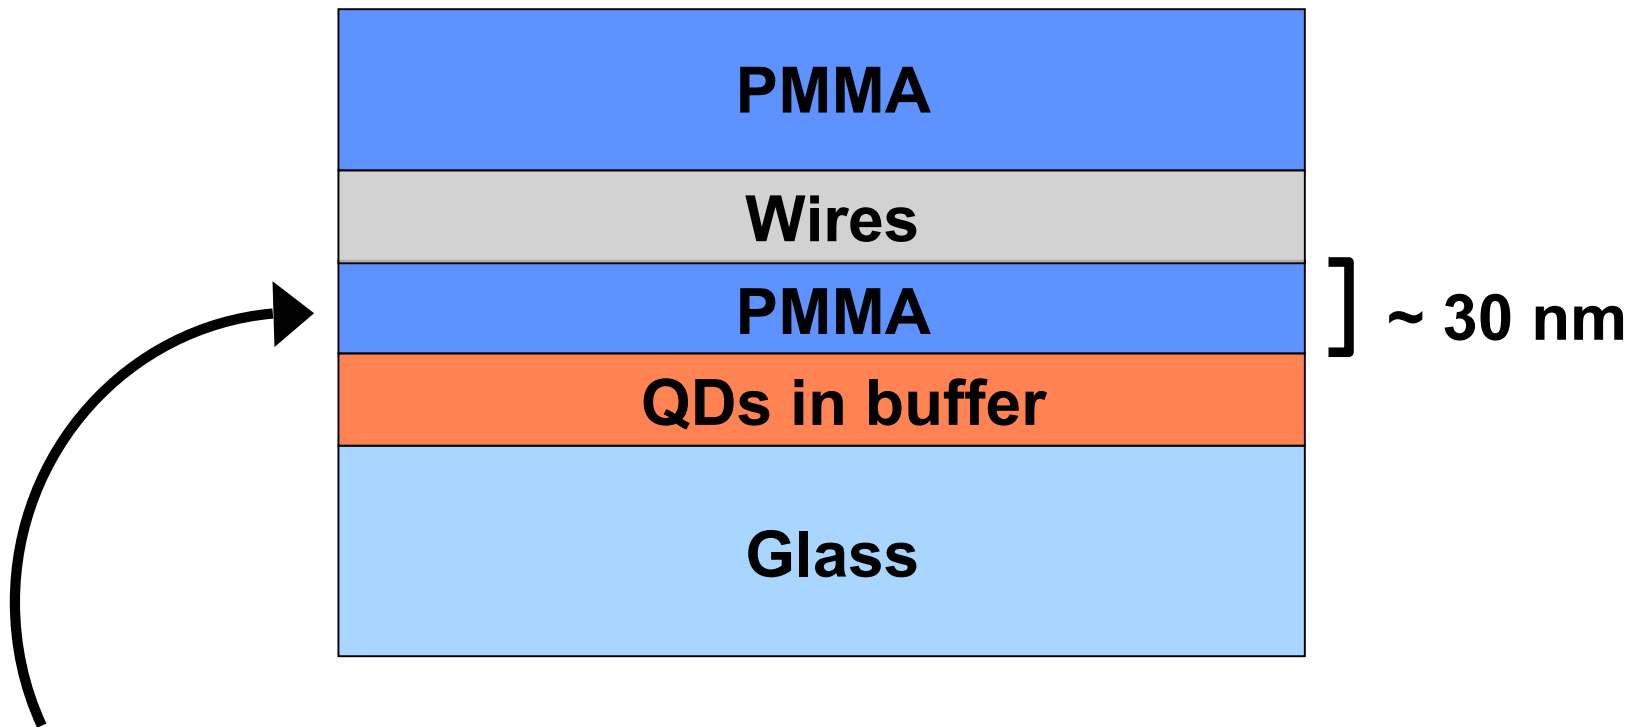 PMMA
Wires
PMMA
~ 30 nm
QDs in buffer
Glass